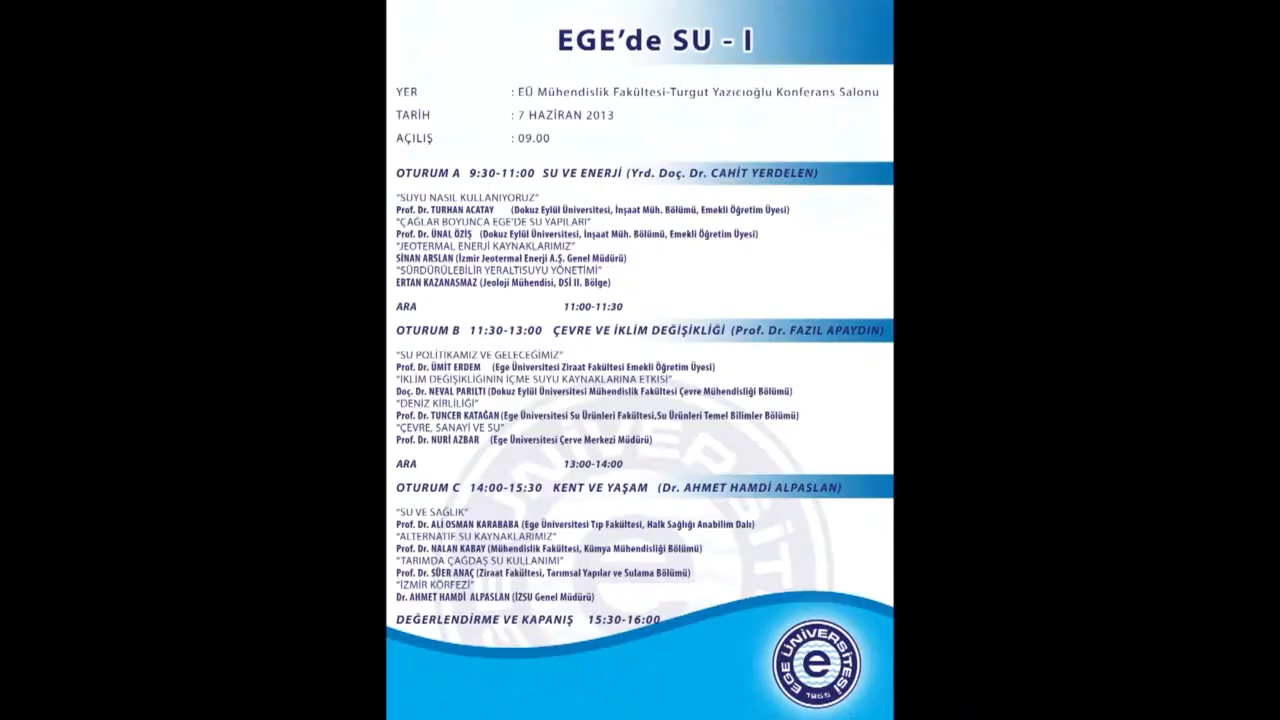 EGE’de SU - I
YER : EÜ Mühendislik Fakültesi-Turgut Yazıcıoğlu Konferans Salonu
TARİH : 7 HAZİRAN 2013
AÇILIŞ : 09.00
OTURUM A 9:30-11:00 SU VE ENERJİ (Yrd. Doç. Dr. CAHİT YERDELEN)
“SUYU NASIL KULLANIYORUZ”
Prof. Dr. TURHAN ACATAY (Dokuz Eylül Üniversitesi, İnşaat Müh. Bölümü, Emekli Öğretim Üyesi)
“ÇAĞLAR BOYUNCA EGE’DE SU YAPILARI”
Prof. Dr. ÜNAL ÖZİŞ (Dokuz Eylül Üniversitesi, İnşaat Müh. Bölümü, Emekli Öğretim Üyesi)
“JEOTERMAL ENERJİ KAYNAKLARIMIZ”
SİNAN ARSLAN (İzmir Jeotermal Enerji A.Ş. Genel Müdürü)
“SÜRDÜRÜLEBİLİR YERALTISUYU YÖNETİMİ”
ERTAN KAZANASMAZ (Jeoloji Mühendisi, DSİ II. Bölge)
ARA 11:00-11:30
OTURUM B 11:30-13:00 ÇEVRE VE İKLİM DEĞİŞİKLİĞİ (Prof. Dr. FAZIL APAYDIN)
“SU POLİTİKAMIZ VE GELECEĞİMİZ”
Prof. Dr. ÜMİT ERDEM (Ege Üniversitesi Ziraat Fakültesi Emekli Öğretim Üyesi)
“İKLİM DEĞİŞİKLİĞİNİN İÇME SUYU KAYNAKLARINA ETKİSİ”
Doç. Dr. NEVAL PARILTI (Dokuz Eylül Üniversitesi Mühendislik Fakültesi Çevre Mühendisliği Bölümü)
“DENİZ KİRLİLİĞİ”
Prof. Dr. TUNCER KATAĞAN (Ege Üniversitesi Su Ürünleri Fakültesi,Su Ürünleri Temel Bilimler Bölümü)
“ÇEVRE, SANAYİ VE SU”
Prof. Dr. NURİ AZBAR (Ege Üniversitesi Çerve Merkezi Müdürü)
ARA 13:00-14:00
OTURUM C 14:00-15:30 KENT VE YAŞAM (Dr. AHMET HAMDİ ALPASLAN)
“SU VE SAĞLIK”
Prof. Dr. ALİ OSMAN KARABABA (Ege Üniversitesi Tıp Fakültesi, Halk Sağlığı Anabilim Dalı)
“ALTERNATİF SU KAYNAKLARIMIZ”
Prof. Dr. NALAN KABAY (Mühendislik Fakültesi, Kümya Mühendisliği Bölümü)
“TARIMDA ÇAĞDAŞ SU KULLANIMI”
Prof. Dr. SÜER ANAÇ (Ziraat Fakültesi, Tarımsal Yapılar ve Sulama Bölümü)
“İZMİR KÖRFEZİ”
Dr. AHMET HAMDİ ALPASLAN (İZSU Genel Müdürü)
DEĞERLENDİRME VE KAPANIŞ 15:30-16:00
EGE ÜNİVERSİTESİ
e
1955